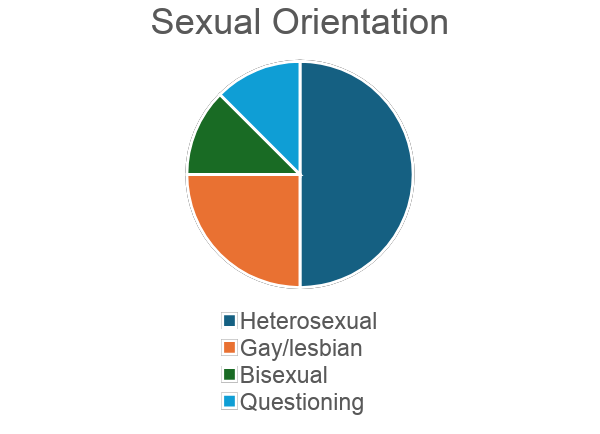 Sexual Orientation
Heterosexual
Gay/lesbian
Bisexual
Questioning